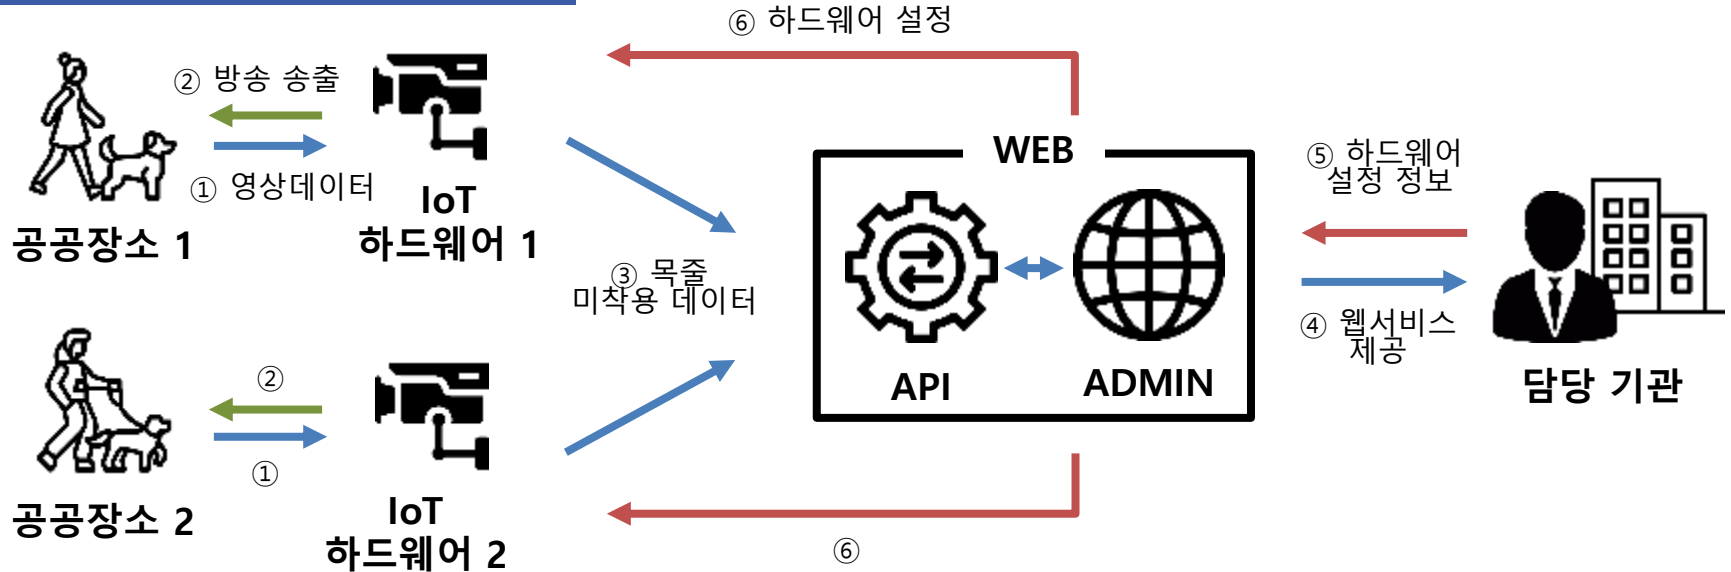 ⑥ 하드웨어 설정
② 방송 송출
① 영상데이터
공공장소 1
IoT
하드웨어 1
③ 목줄
미착용 데이터
WEB
API
ADMIN
⑤ 하드웨어
설정 정보
④ 웹서비스
제공
담당 기관
②
①
공공장소 2
IoT
하드웨어 2
⑥